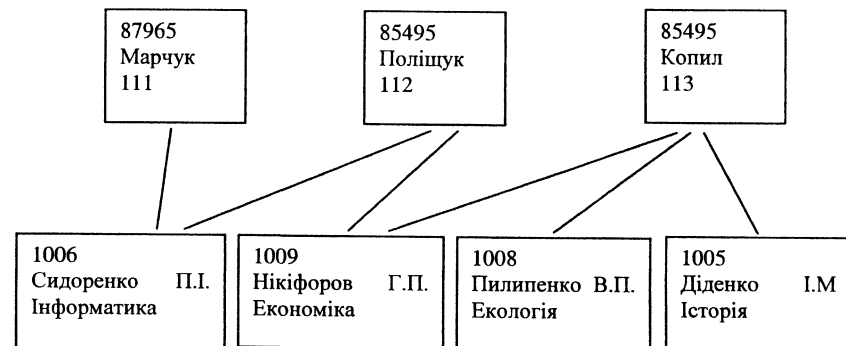 87965
Марчук
111
85495
Поліщук
112
85495
Копил
113
1006
Сидоренко П.І.
Інформатика
1009
Нікіфоров Г.П.
Економіка
1008
Пилипенко В.П.
Екологія
1005
Діденко І.М
Історія